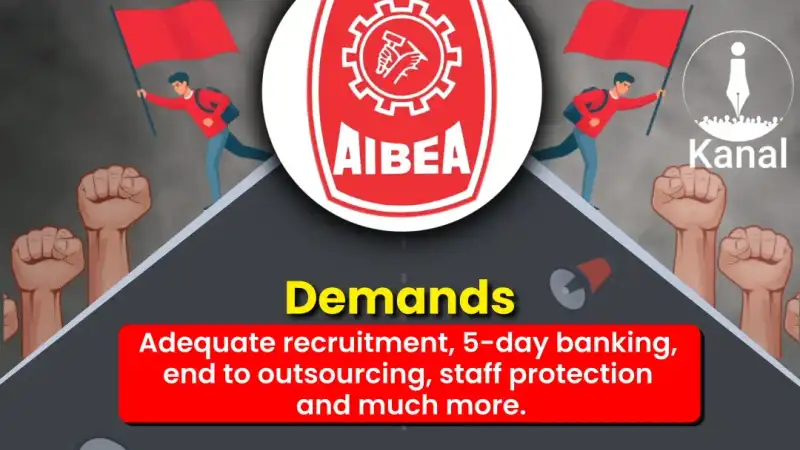 AIBEA
Kanal
Demands
Adequate recruitment, 5-day banking,
end to outsourcing, staff protection
and much more.